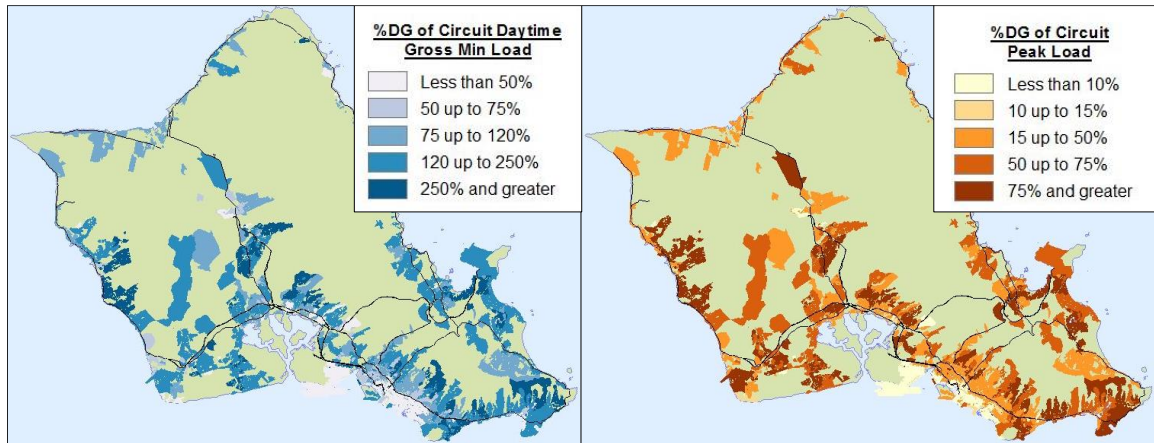 %DG of Circuit Daytime
Gross Min Load
Less than 50%
50 up to 75%
75 up to 120%
120 up to 250%
250% and greater
%DG of Circuit
Peak Load
Less than 10%
10 up to 15%
15 up to 50%
50 up to 75%
75% and greater